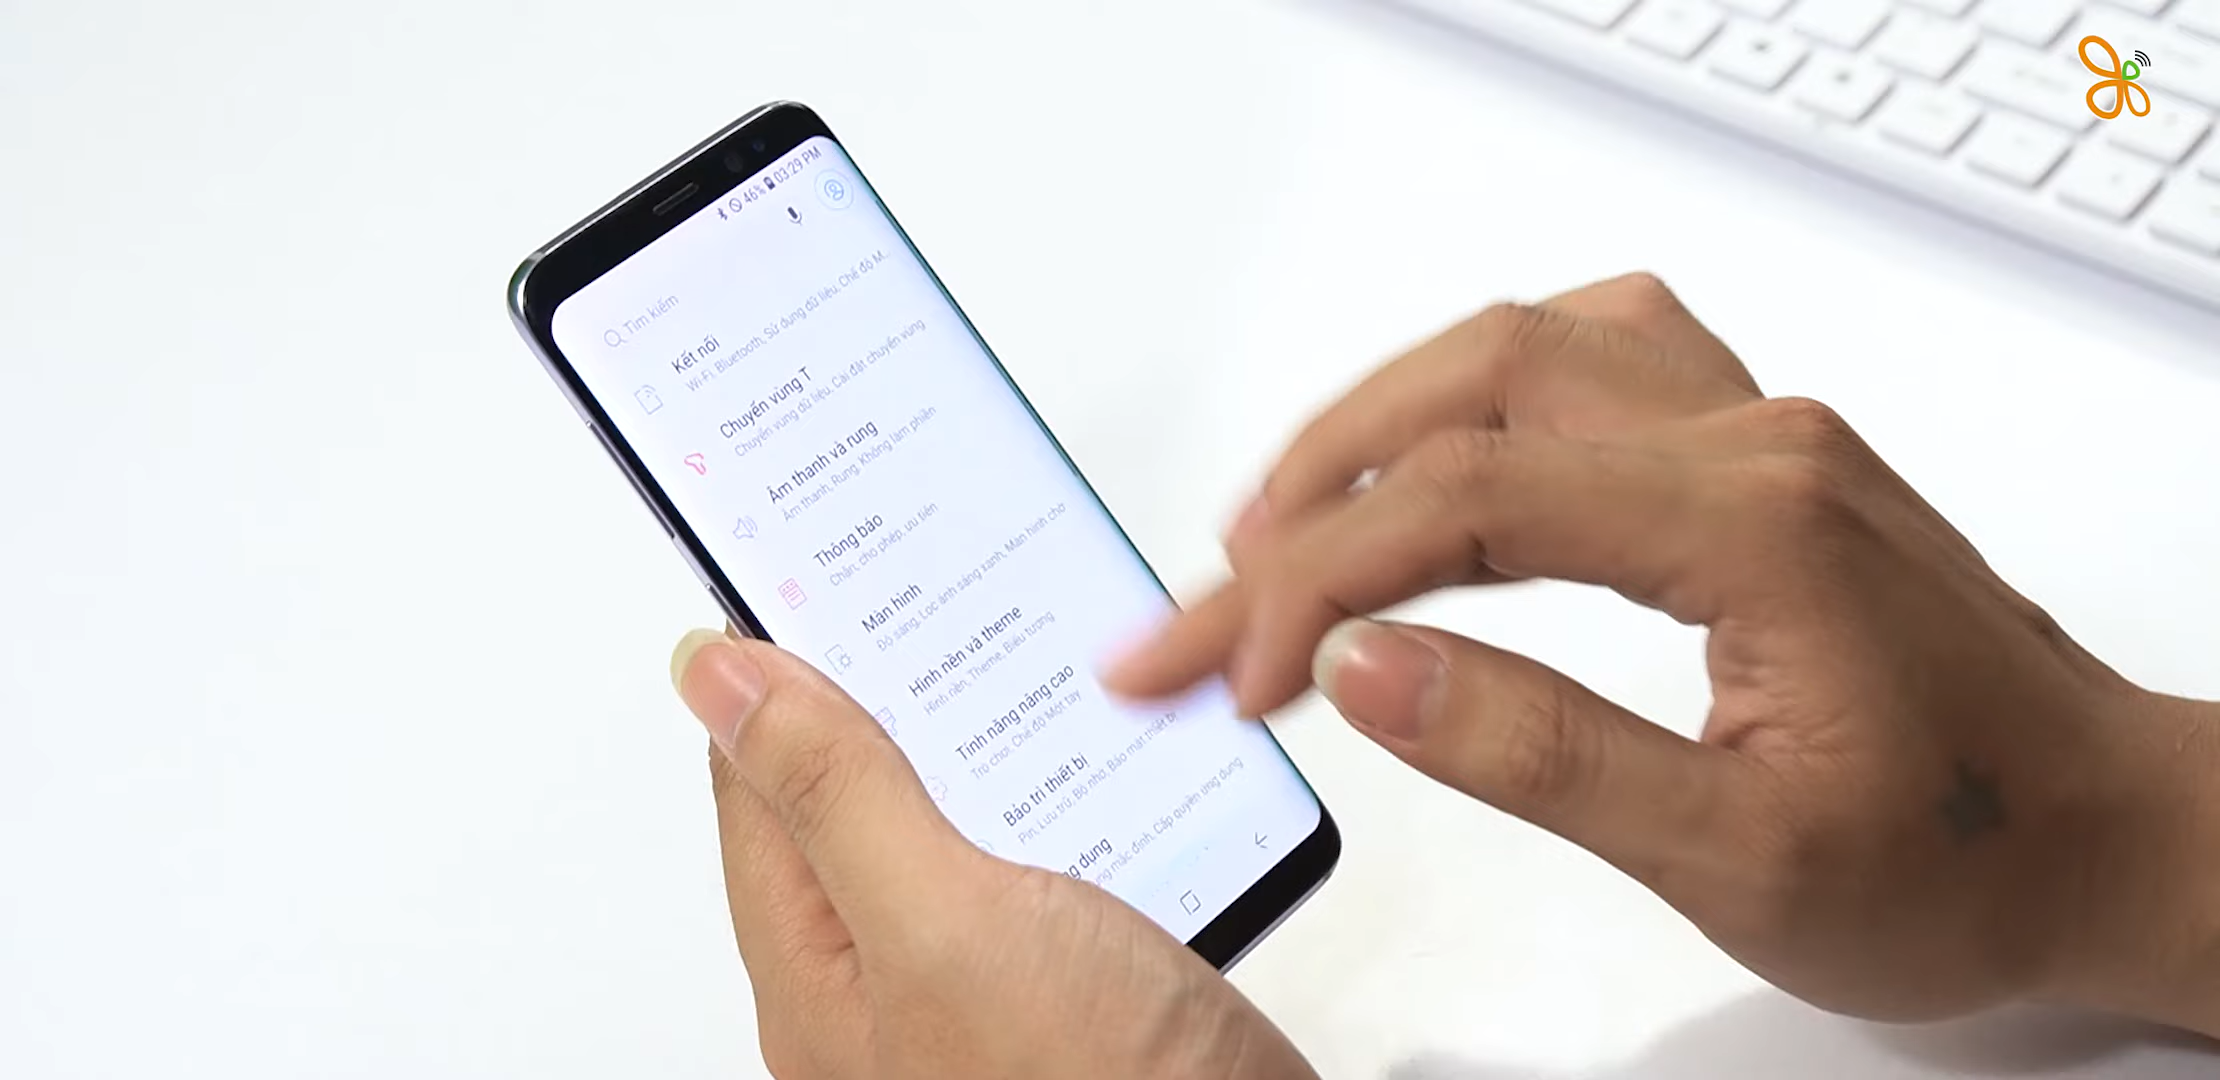 46% 03:29 PM
Tìm kiếm
Kết nối
Wi-Fi, Bluetooth, Sử dụng dữ liệu, Chế độ M...
Chuyển vùng T
Chuyển vùng dữ liệu, Cài đặt chuyển vùng
Âm thanh và rung
Âm thanh, Rung, Không làm phiền
Thông báo
Chặn, cho phép, ưu tiên
Màn hình
Độ sáng, Lọc ánh sáng xanh, Màn hình chờ
Hình nền và theme
Hình nền, Theme, Biểu tượng
Tính năng nâng cao
Trò chơi, Chế độ Một tay
Bảo trì thiết bị
Pin, Lưu trữ, Bộ nhớ, Bảo mật thiết bị
ng dụng
ụng mặc định, Cấp quyền ứng dụng